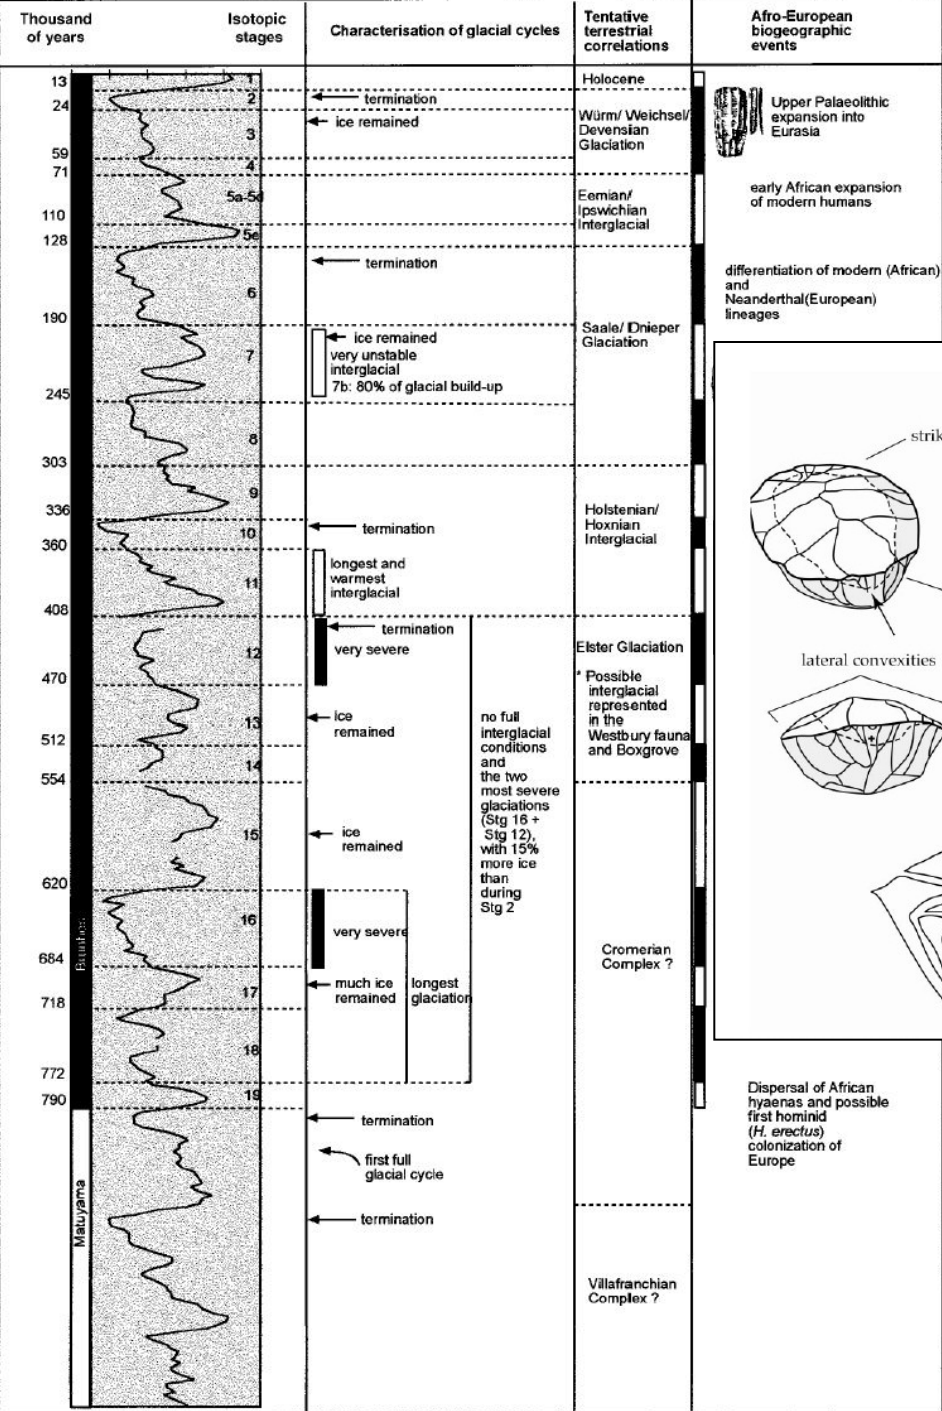 Thousand
of years
Isotopic
stages
Characterisation of glacial cycles
Tentative
terrestrial
correlations
Afro-European
biogeographic
events
13
24
59
71
110
128
190
245
303
336
360
408
470
512
554
620
684
718
772
790
Brunhes
Matuyama
1
2
3
4
5a-5d
5e
6
7
8
9
10
11
12
13
14
15
16
17
18
19
termination
ice remained
termination
ice remained
very unstable
interglacial
7b: 80% of glacial build-up
termination
longest and
warmest
interglacial
termination
very severe
ice
remained
ice
remained
very severe
much ice
remained
longest
glaciation
no full
interglacial
conditions
and
the two
most severe
glaciations
(Stg 16 +
Stg 12),
with 15%
more ice
than
during
Stg 2
termination
first full
glacial cycle
termination
Holocene
Würm/ Weichsel/
Devensian
Glaciation
Eemian/
Ipswichian
Interglacial
Saale/ Dnieper
Glaciation
Holstenian/
Hoxnian
Interglacial
Elster Glaciation
* Possible
interglacial
represented
in the
Westbury fauna
and Boxgrove
Cromerian
Complex ?
Villafranchian
Complex ?
Upper Palaeolithic
expansion into
Eurasia
early African expansion
of modern humans
differentiation of modern (African)
and
Neanderthal(European)
lineages
strik
lateral convexities
Dispersal of African
hyaenas and possible
first hominid
(H. erectus)
colonization of
Europe